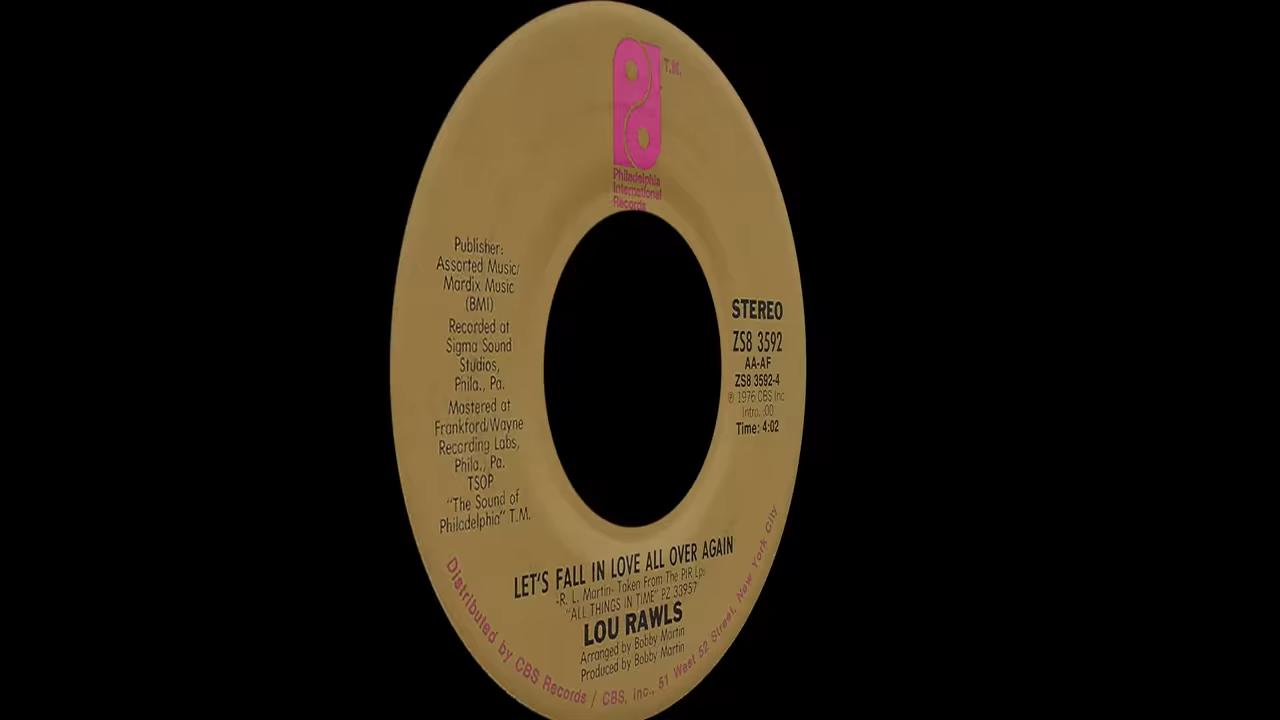 T.M.
Philadelphia
International
Records
Publisher:
Assorted Music/
Mardix Music
(BMI)
Recorded at
Sigma Sound
Studios,
Phila., Pa.
Mastered at
Frankford/Wayne
Recording Labs,
Phila., Pa.
TSOP
"The Sound of
Philadelphia" T.M.
STEREO
ZS8 3592
AA-AF
ZS8 3592-4
℗ 1976 CBS Inc.
Intro. :00
Time: 4:02
LET'S FALL IN LOVE ALL OVER AGAIN
-R. L. Martin- Taken From The PIR Lp:
"ALL THINGS IN TIME" PZ 33957
LOU RAWLS
Arranged by Bobby Martin
Produced by Bobby Martin
Distributed by CBS Records / CBS, Inc., 51 West 52 Street, New York City